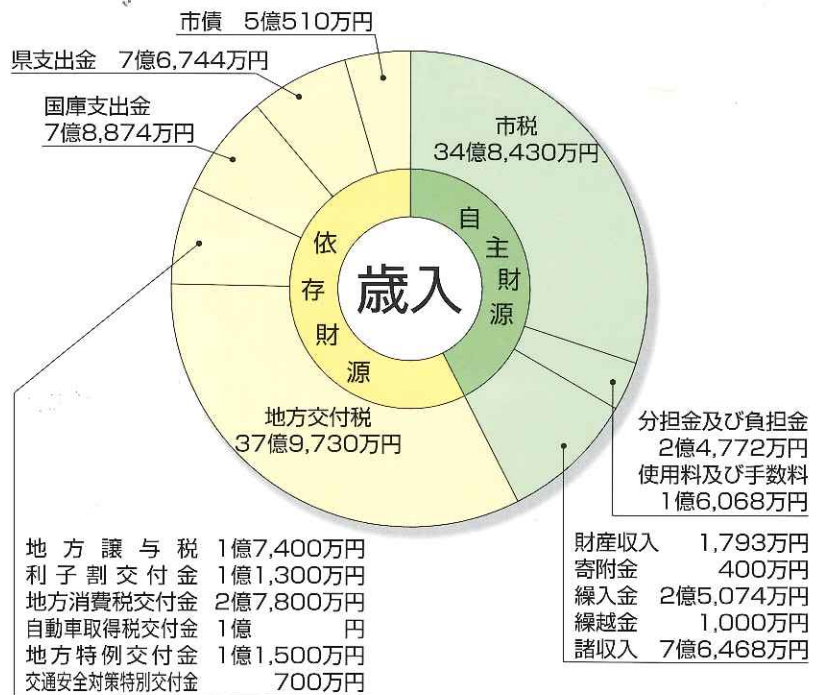 市債 5億510万円
県支出金 7億6,744万円
国庫支出金
7億8,874万円
市税
34億8,430万円
自主財源
依存財源
歳入
地方交付税
37億9,730万円
分担金及び負担金
2億4,772万円
使用料及び手数料
1億6,068万円
財産収入 1,793万円
寄附金 400万円
繰入金 2億5,074万円
繰越金 1,000万円
諸収入 7億6,468万円
地方譲与税 1億7,400万円
利子割交付金 1億1,300万円
地方消費税交付金 2億7,800万円
自動車取得税交付金 1億 円
地方特例交付金 1億1,500万円
交通安全対策特別交付金 700万円